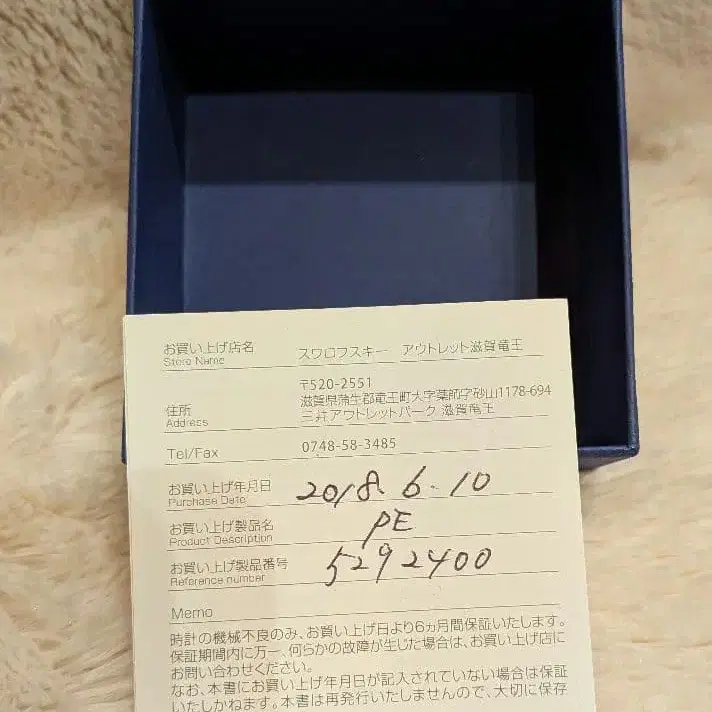 お買い上げ店名 スワロフスキー アウトレット滋賀竜王
Store Name
〒520-2551
住所 滋賀県蒲生郡竜王町大字薬師字砂山1178-694
Address 三井アウトレットパーク 滋賀竜王
Tel/Fax 0748-58-3485
お買い上げ年月日 2018.6.10
Purchase Date
お買い上げ製品名 PE
Product Description
お買い上げ製品番号 5292400
Reference number
Memo
時計の機械不良のみ、お買い上げ日より6ヵ月間保証いたします。
保証期間内に万一、何らかの故障が生じた場合は、お買い上げ店に
お問い合わせください。
なお、本書にお買い上げ年月日が記入されていない場合は保証
いたしかねます。本書は再発行いたしませんので、大切に保存